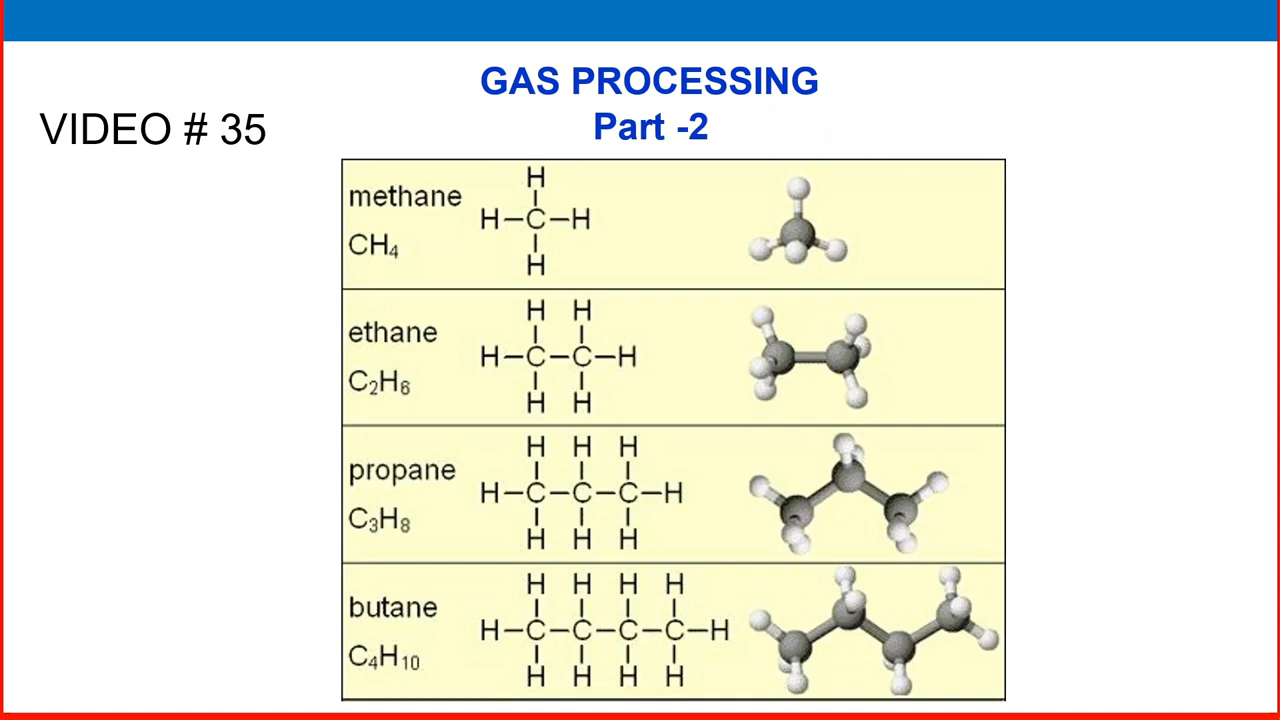 GAS PROCESSING
Part -2
VIDEO # 35
methane
CH₄
H
H–C–H
H
ethane
C₂H₆
H H
H–C–C–H
H H
propane
C₃H₈
H H H
H–C–C–C–H
H H H
butane
C₄H₁₀
H H H H
H–C–C–C–C–H
H H H H